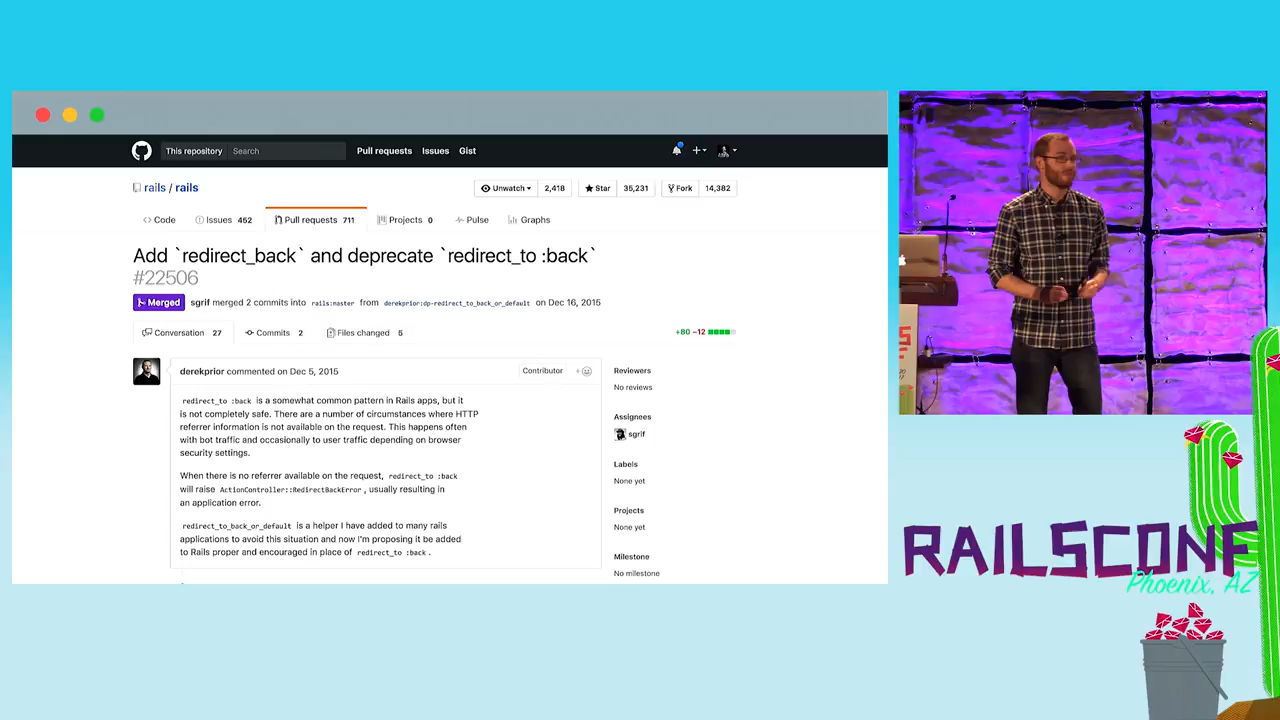 This repository Search Pull requests Issues Gist
rails / rails
Unwatch 2,418 Star 35,231 Fork 14,382
Code Issues 452 Pull requests 711 Projects 0 Pulse Graphs
Add `redirect_back` and deprecate `redirect_to :back`
#22506
Merged sgrif merged 2 commits into rails:master from derekprior:dp-redirect_to_back_or_default on Dec 16, 2015
Conversation 27 Commits 2 Files changed 5 +80 −12
derekprior commented on Dec 5, 2015 Contributor +
redirect_to :back is a somewhat common pattern in Rails apps, but it
is not completely safe. There are a number of circumstances where HTTP
referrer information is not available on the request. This happens often
with bot traffic and occasionally to user traffic depending on browser
security settings.
When there is no referrer available on the request, redirect_to :back
will raise ActionController::RedirectBackError, usually resulting in
an application error.
redirect_to_back_or_default is a helper I have added to many rails
applications to avoid this situation and now I'm proposing it be added
to Rails proper and encouraged in place of redirect_to :back.
Reviewers
No reviews
Assignees
sgrif
Labels
None yet
Projects
None yet
Milestone
No milestone
RAILSCONF
Phoenix, AZ